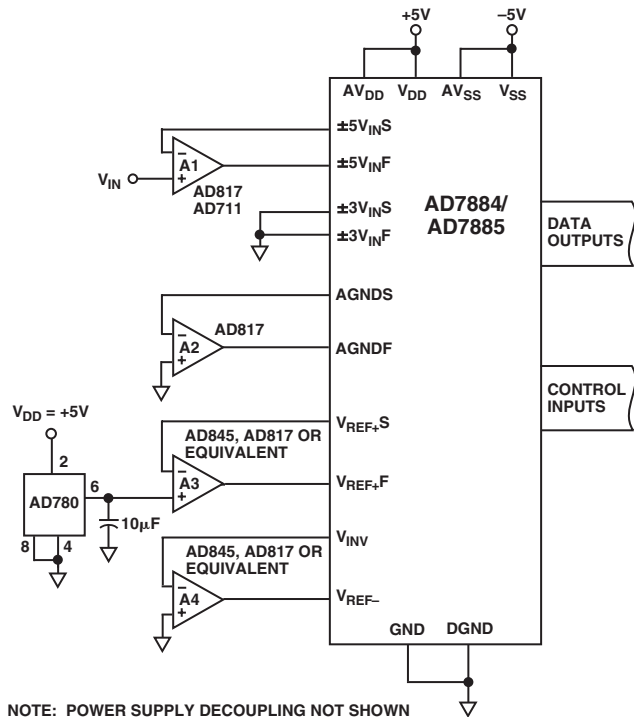 +5V
–5V
AVDD
VDD
AVSS
VSS
±5VINS
A1
±5VINF
VIN
AD817
AD711
±3VINS
±3VINF
AD7884/
AD7885
DATA
OUTPUTS
AGNDS
AD817
A2
AGNDF
CONTROL
INPUTS
VDD = +5V
VREF+S
AD845, AD817 OR
EQUIVALENT
2
6
AD780
A3
VREF+F
10µF
8
4
VINV
AD845, AD817 OR
EQUIVALENT
A4
VREF–
GND
DGND
NOTE: POWER SUPPLY DECOUPLING NOT SHOWN